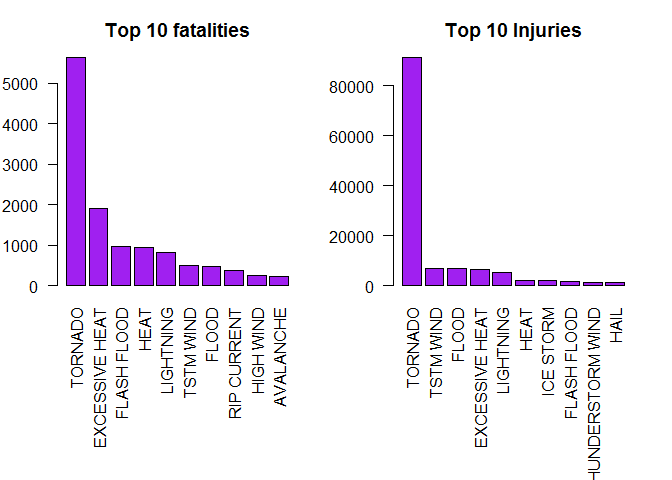 Top 10 fatalities
5000
4000
3000
2000
1000
0
TORNADO
EXCESSIVE HEAT
FLASH FLOOD
HEAT
LIGHTNING
TSTM WIND
FLOOD
RIP CURRENT
HIGH WIND
AVALANCHE
Top 10 Injuries
80000
60000
40000
20000
0
TORNADO
TSTM WIND
FLOOD
EXCESSIVE HEAT
LIGHTNING
HEAT
ICE STORM
FLASH FLOOD
HUNDERSTORM WIND
HAIL